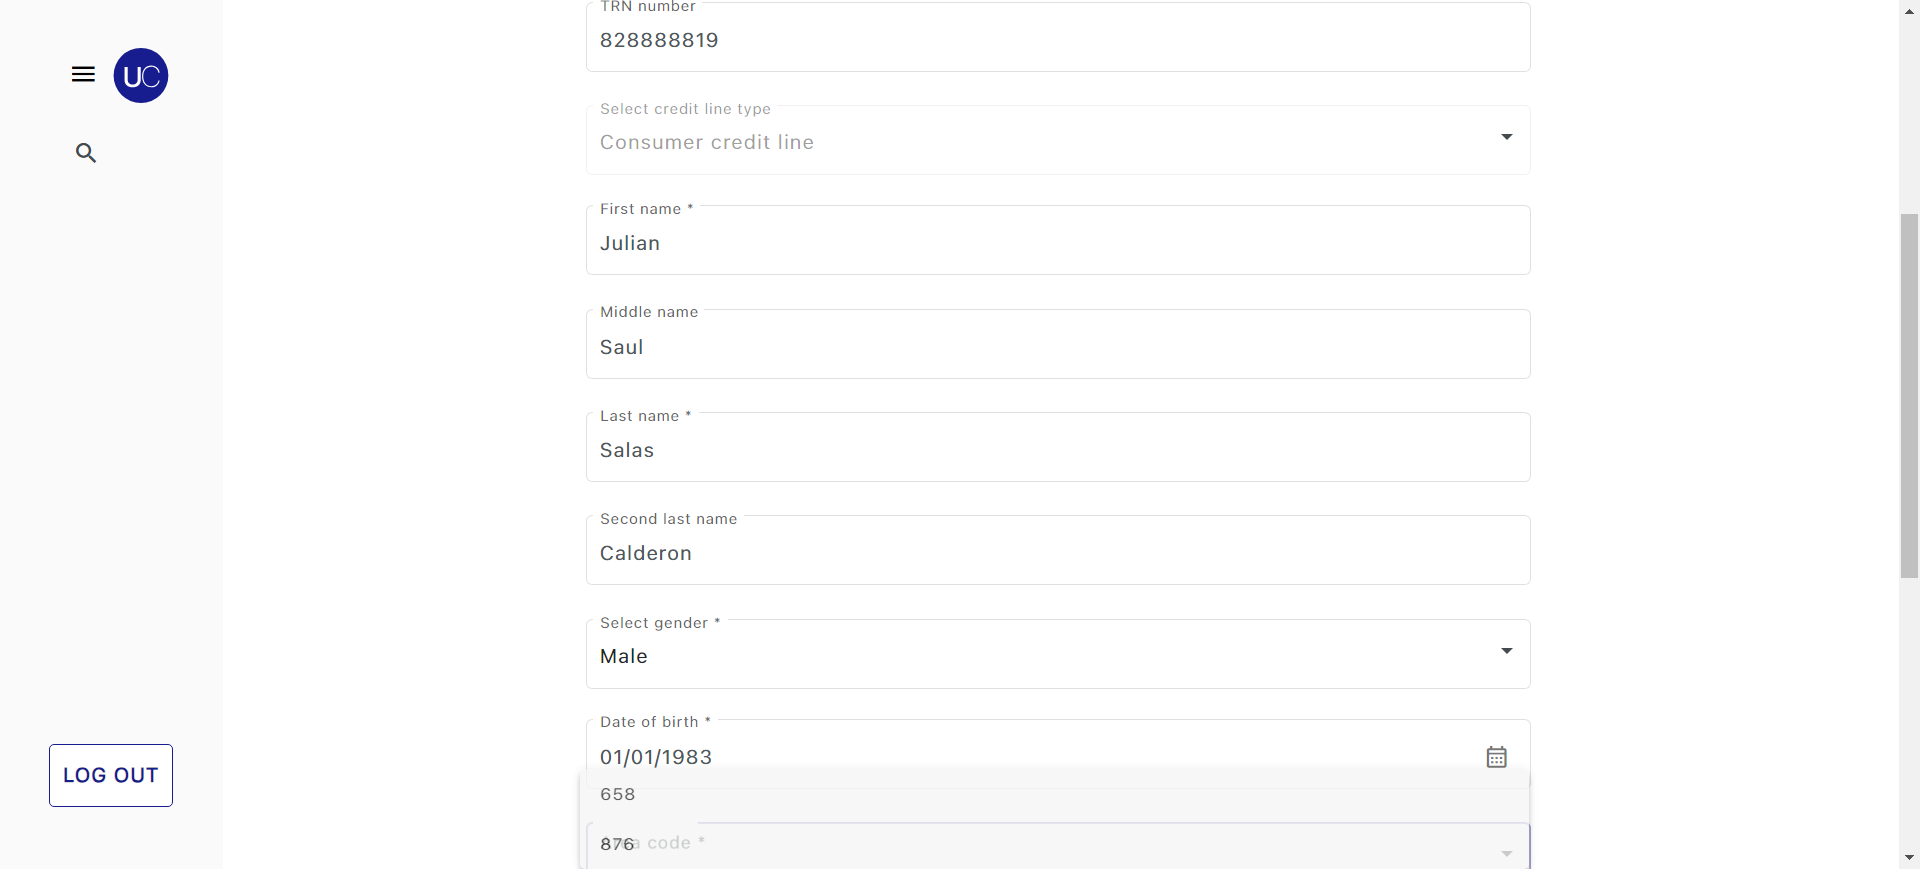 TRN number
828888819
UC
Select credit line type
Consumer credit line
First name *
Julian
Middle name
Saul
Last name *
Salas
Second last name
Calderon
Select gender *
Male
Date of birth *
01/01/1983
LOG OUT
658
876
code *